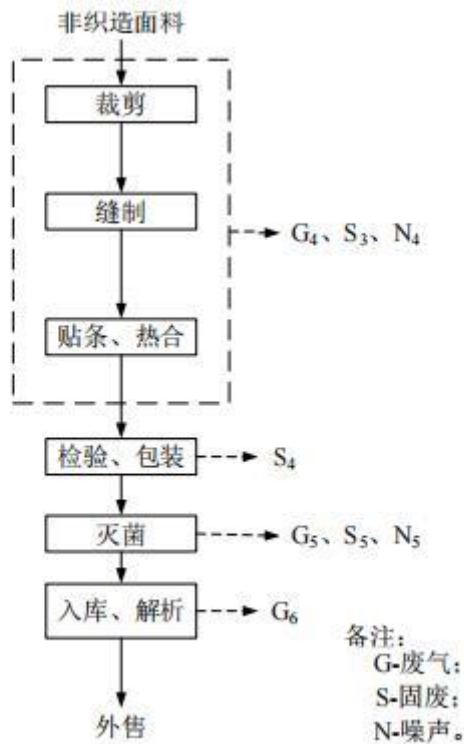 非织造面料
裁剪
缝制
G₄、S₃、N₄
贴条、热合
检验、包装
S₄
灭菌
G₅、S₅、N₅
入库、解析
G₆
备注：
G-废气；
S-固废；
N-噪声。
外售